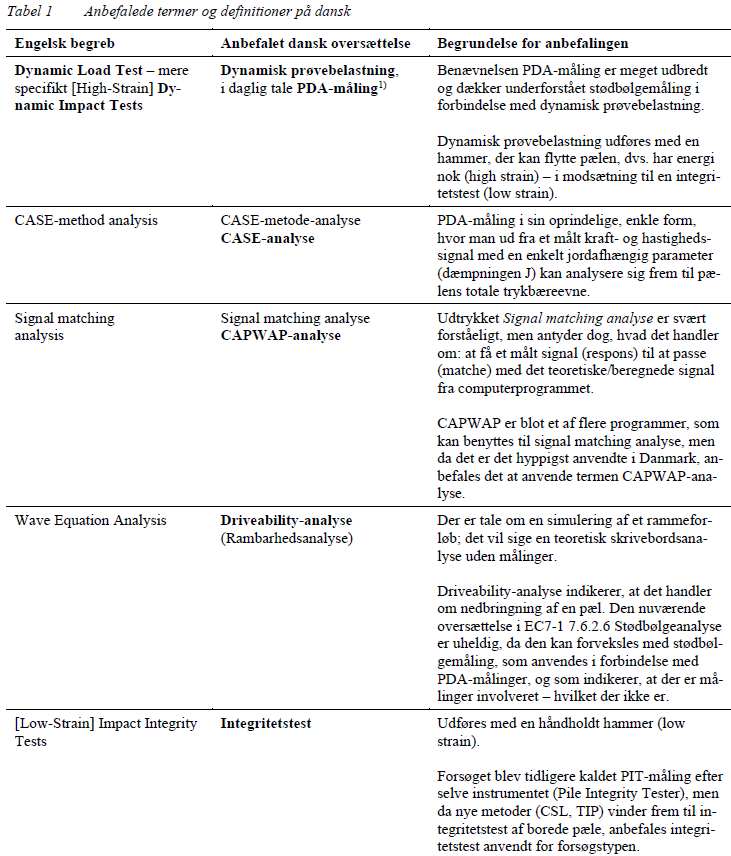 Tabel 1 Anbefalede termer og definitioner på dansk
Engelsk begreb Anbefalet dansk oversættelse Begrundelse for anbefalingen
Dynamic Load Test – mere
specifikt [High-Strain] Dy-
namic Impact Tests
Dynamisk prøvebelastning,
i daglig tale PDA-måling1)
Benævnelsen PDA-måling er meget udbredt
og dækker underforstået stødbølgemåling i
forbindelse med dynamisk prøvebelastning.
Dynamisk prøvebelastning udføres med en
hammer, der kan flytte pælen, dvs. har energi
nok (high strain) – i modsætning til en integri-
tetstest (low strain).
CASE-method analysis
CASE-metode-analyse
CASE-analyse
PDA-måling i sin oprindelige, enkle form,
hvor man ud fra et målt kraft- og hastigheds-
signal med en enkelt jordafhængig parameter
(dæmpningen J) kan analysere sig frem til pæ-
lens totale trykbæreevne.
Signal matching
analysis
Signal matching analyse
CAPWAP-analyse
Udtrykket Signal matching analyse er svært
forståeligt, men antyder dog, hvad det handler
om: at få et målt signal (respons) til at passe
(matche) med det teoretiske/beregnede signal
fra computerprogrammet.
CAPWAP er blot et af flere programmer, som
kan benyttes til signal matching analyse, men
da det er det hyppigst anvendte i Danmark, an-
befales det at anvende termen CAPWAP-ana-
lyse.
Wave Equation Analysis
Driveability-analyse
(Rambarhedsanalyse)
Der er tale om en simulering af et rammefor-
løb; det vil sige en teoretisk skrivebordsana-
lyse uden målinger.
Driveability-analyse indikerer, at det handler
om nedbringning af en pæl. Den nuværende
oversættelse i EC7-1 7.6.2.6 Stødbølgeanalyse
er uheldig, da den kan forveksles med stødbøl-
gemåling, som anvendes i forbindelse med
PDA-målinger, og som indikerer, at der er må-
linger involveret – hvilket der ikke er.
[Low-Strain] Impact Integrity
Tests
Integritetstest
Udføres med en håndholdt hammer (low
strain).
Forsøget blev tidligere kaldet PIT-måling efter
selve instrumentet (Pile Integrity Tester), men
da nye metoder (CSL, TIP) vinder frem til in-
tegritetstest af borede pæle, anbefales integri-
tetstest anvendt for forsøgstypen.